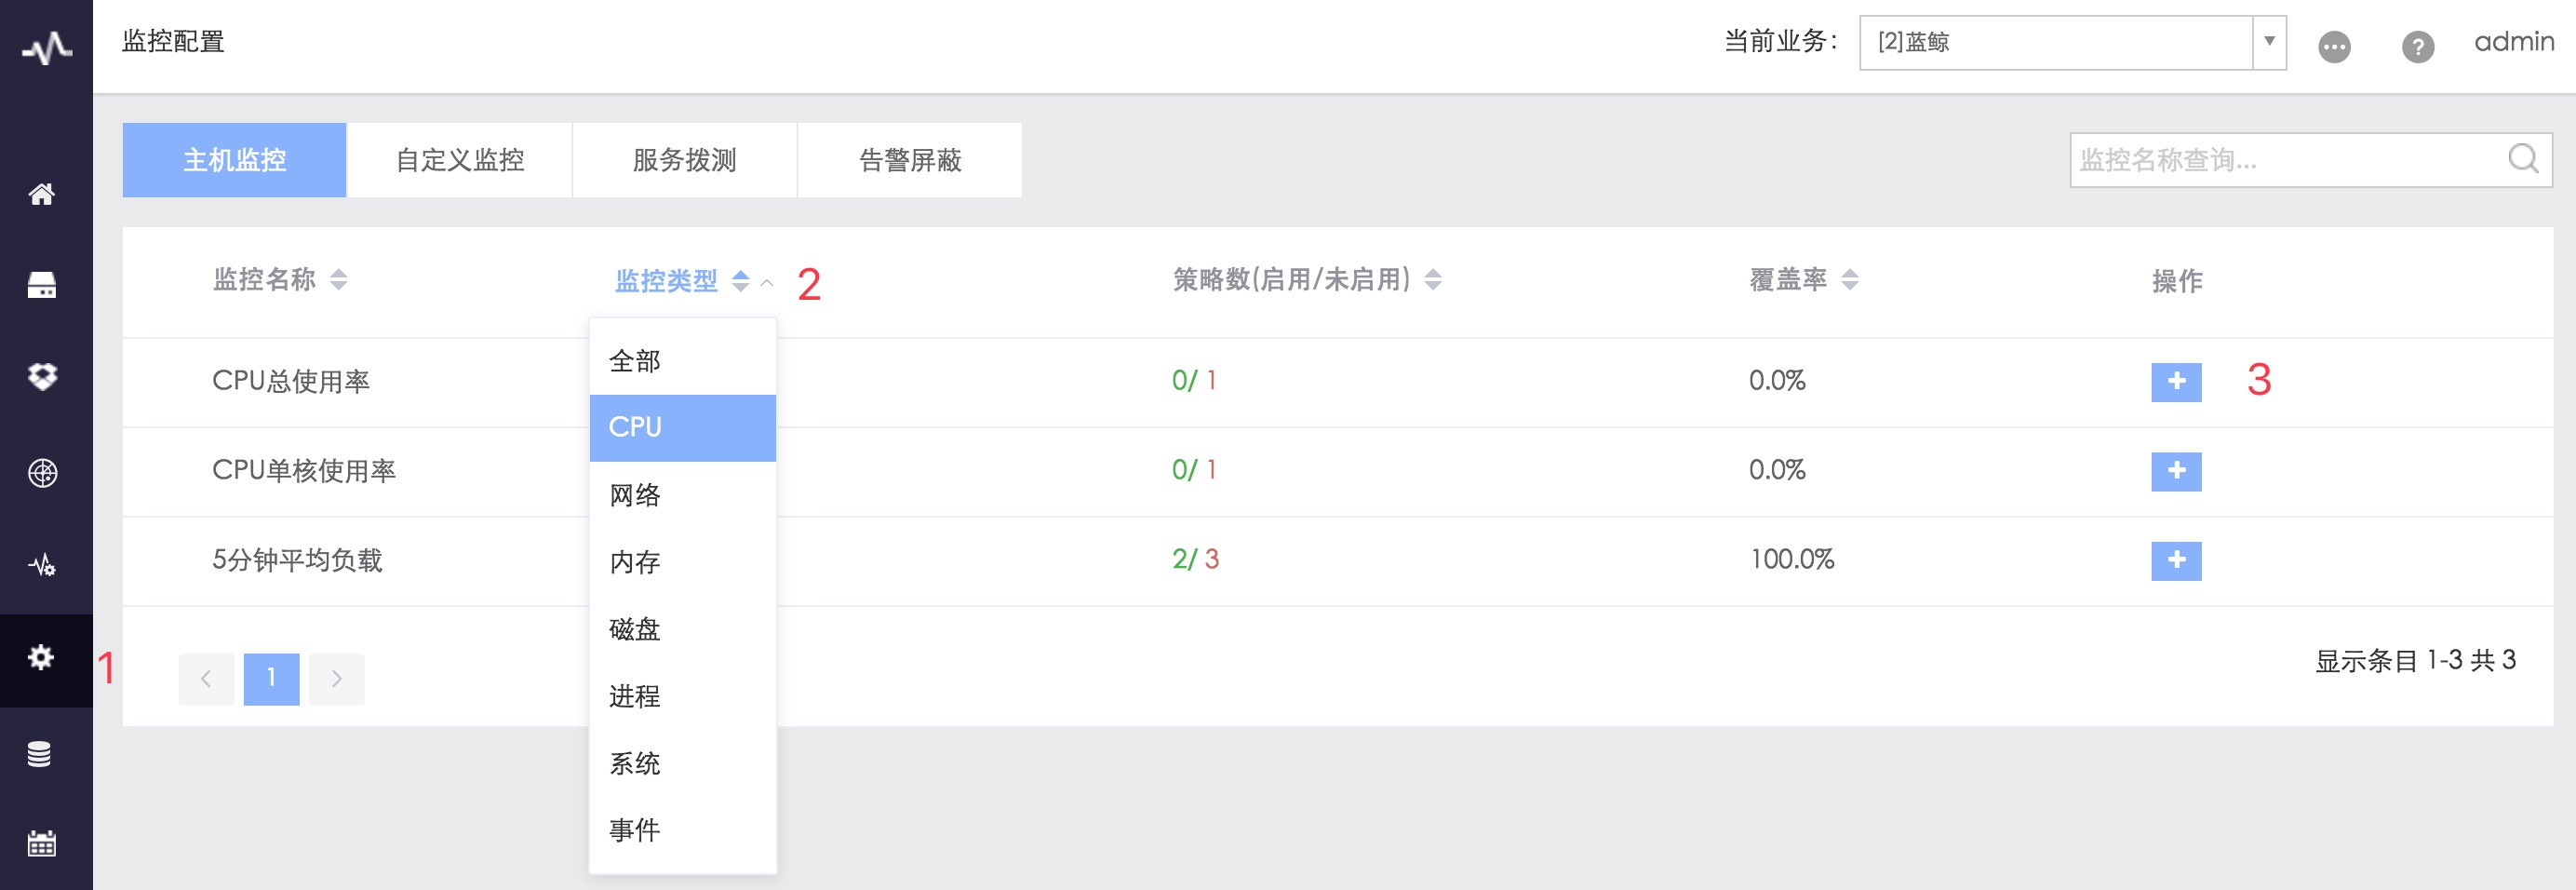 监控配置
当前业务：
[2]蓝鲸
admin
主机监控
自定义监控
服务拨测
告警屏蔽
监控名称查询...
监控名称
监控类型
2
策略数(启用/未启用)
覆盖率
操作
全部
CPU
网络
内存
磁盘
进程
系统
事件
CPU总使用率
0/ 1
0.0%
+
3
CPU单核使用率
0/ 1
0.0%
+
5分钟平均负载
2/ 3
100.0%
+
1
1
显示条目 1-3 共 3